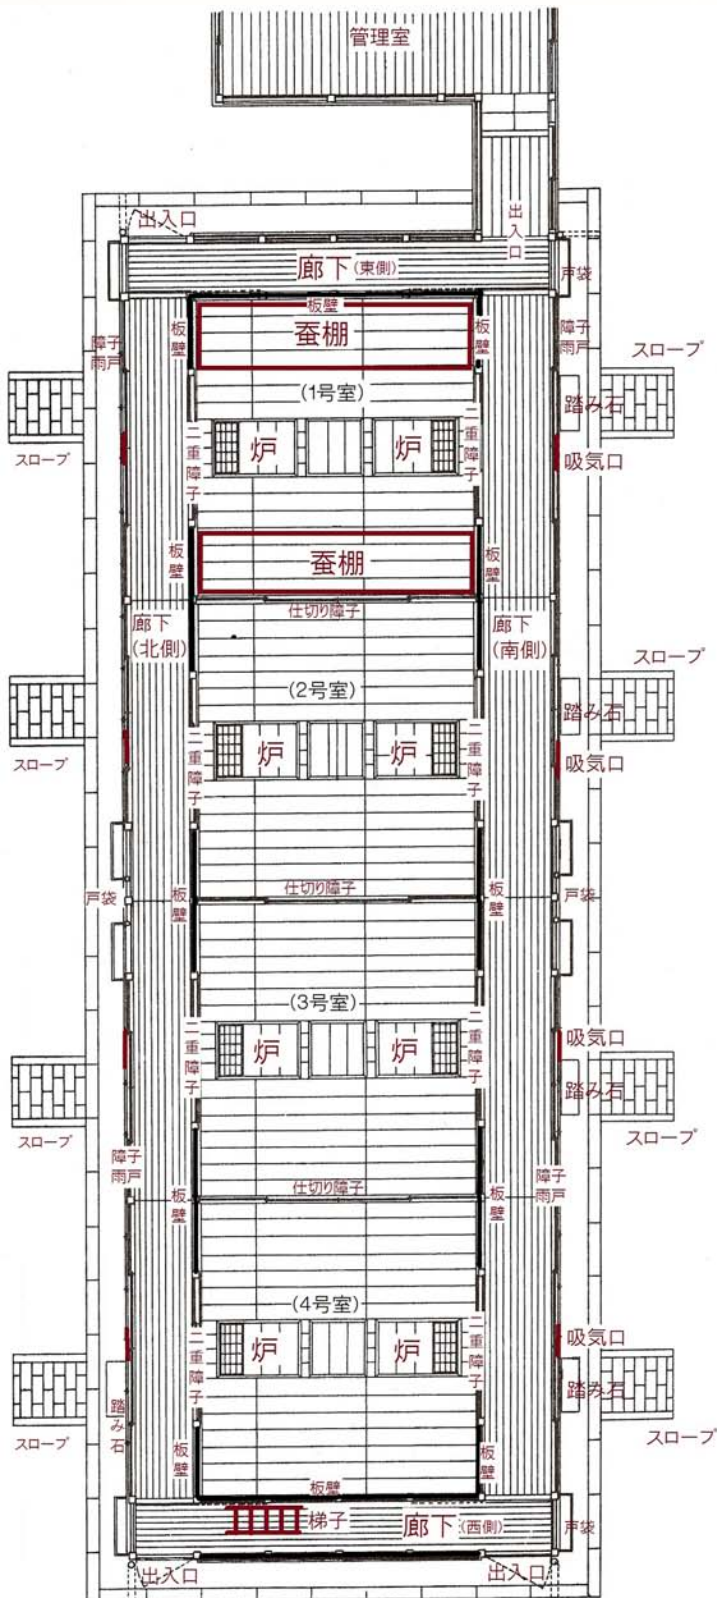 管理室
出入口
出入口
廊下(東側)
戸袋
板壁
板壁
蚕棚
板壁
障子
雨戸
障子
雨戸
スロープ
(1号室)
踏み石
二重障子
炉
炉
二重障子
スロープ
吸気口
板壁
蚕棚
板壁
仕切り障子
廊下
(北側)
廊下
(南側)
スロープ
(2号室)
踏み石
二重障子
炉
炉
二重障子
スロープ
吸気口
戸袋
板壁
仕切り障子
板壁
戸袋
(3号室)
二重障子
炉
炉
二重障子
吸気口
踏み石
スロープ
スロープ
障子
雨戸
板壁
仕切り障子
板壁
障子
雨戸
(4号室)
二重障子
炉
炉
二重障子
吸気口
踏み石
踏み石
スロープ
スロープ
板壁
板壁
板壁
梯子
廊下(西側)
戸袋
出入口
出入口